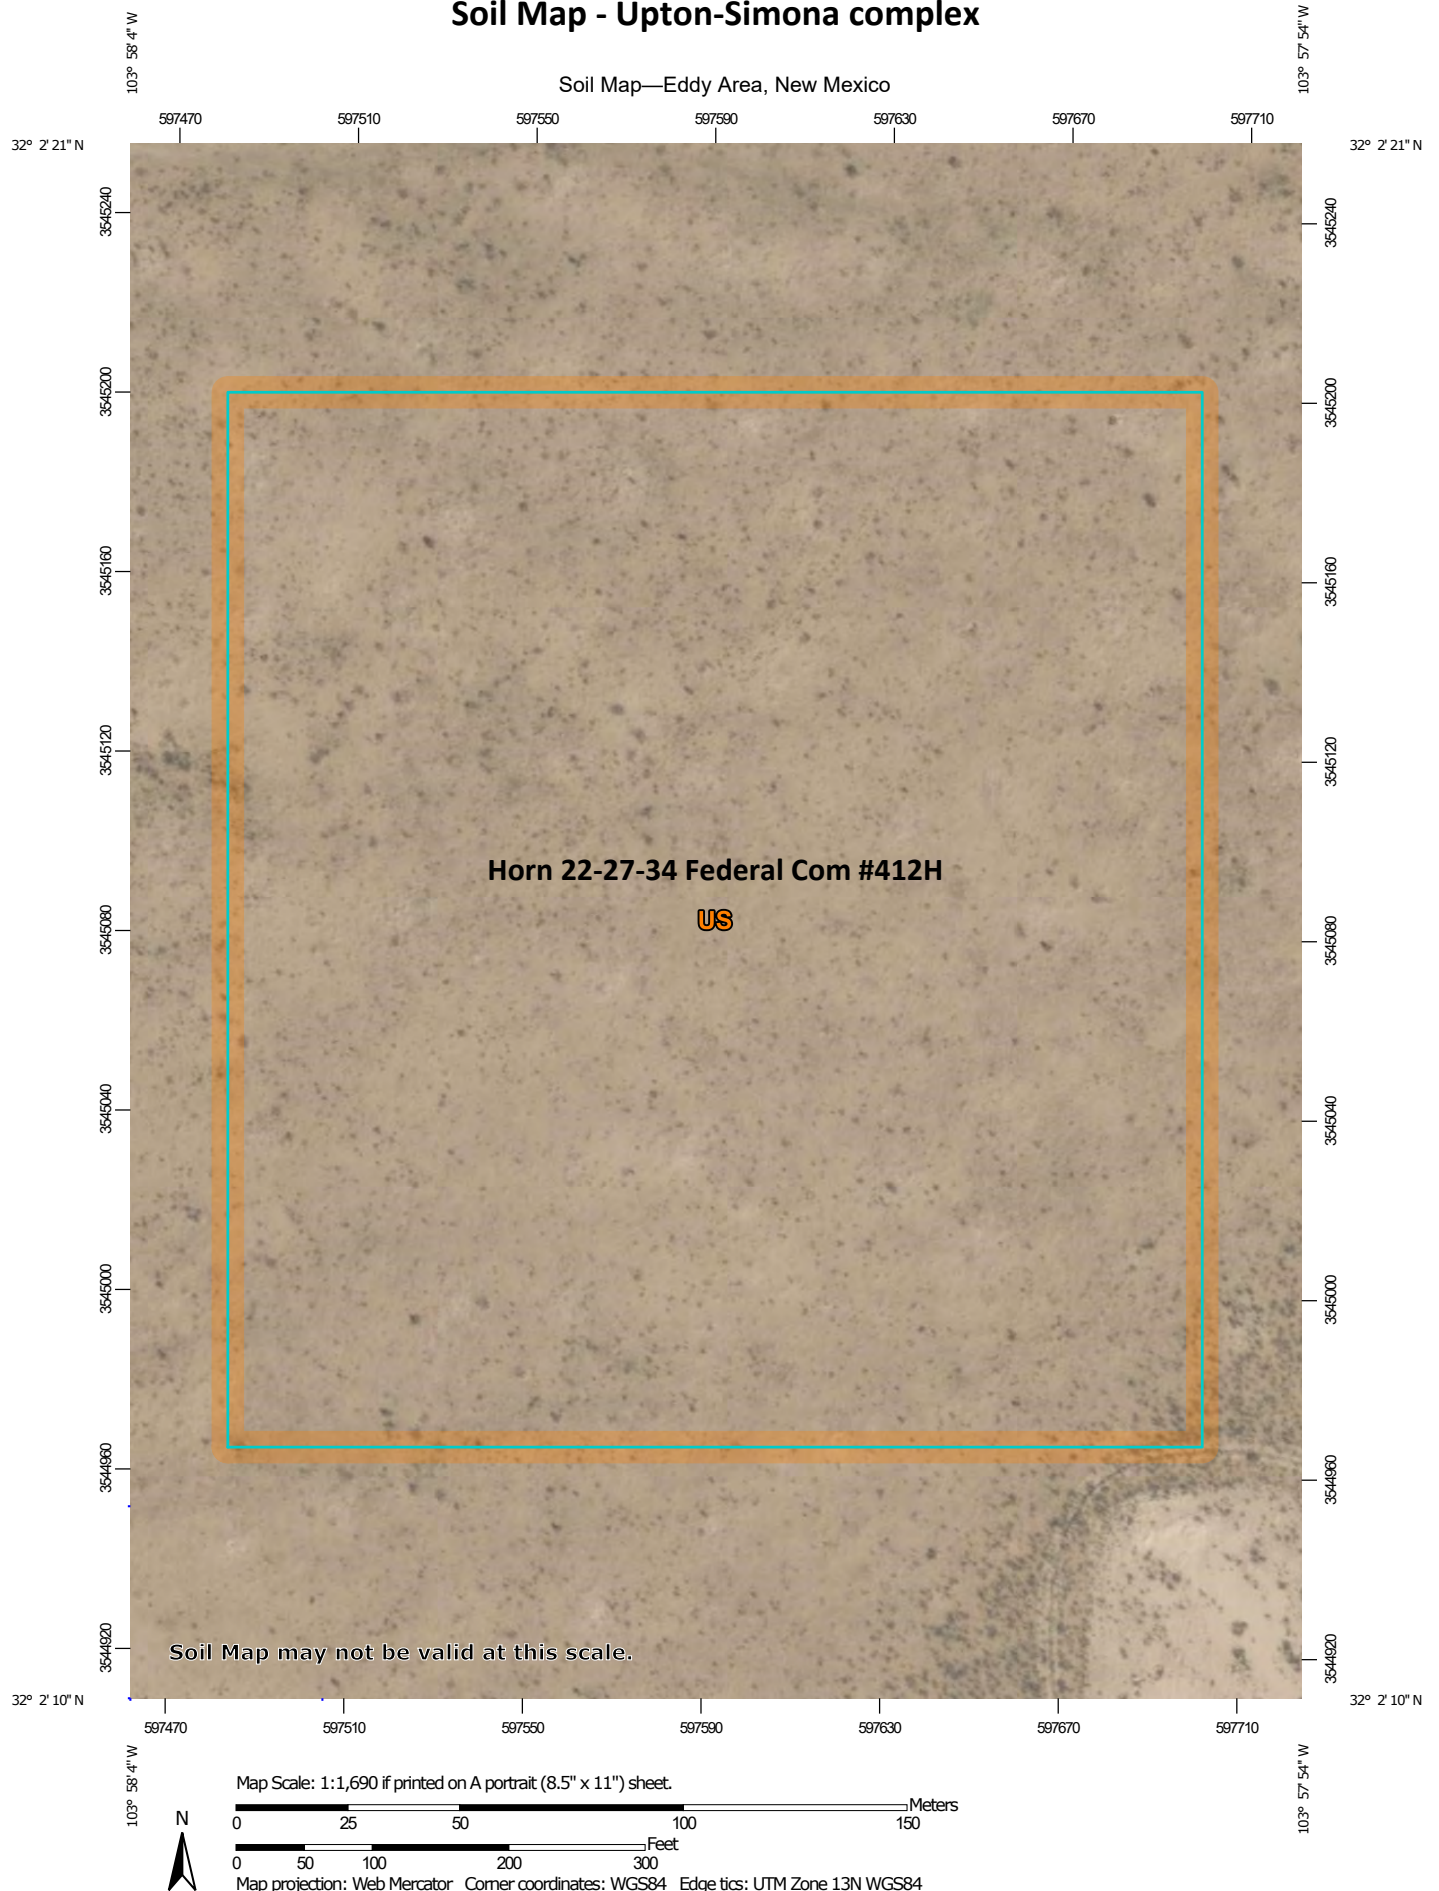 Soil Map - Upton-Simona complex
103° 58' 4'' W
103° 57' 54'' W
Soil Map—Eddy Area, New Mexico
597470 597510 597550 597590 597630 597670 597710
32° 2' 21'' N
32° 2' 21'' N
3545240
3545240
3545200
3545200
3545160
3545160
3545120
3545120
Horn 22-27-34 Federal Com #412H
US
3545080
3545080
3545040
3545040
3545000
3545000
3544960
3544960
3544920
3544920
Soil Map may not be valid at this scale.
32° 2' 10'' N
32° 2' 10'' N
597470 597510 597550 597590 597630 597670 597710
103° 58' 4'' W
103° 57' 54'' W
Map Scale: 1:1,690 if printed on A portrait (8.5" x 11") sheet.
Meters
0 25 50 100 150
N
Feet
0 50 100 200 300
Map projection: Web Mercator Corner coordinates: WGS84 Edge tics: UTM Zone 13N WGS84